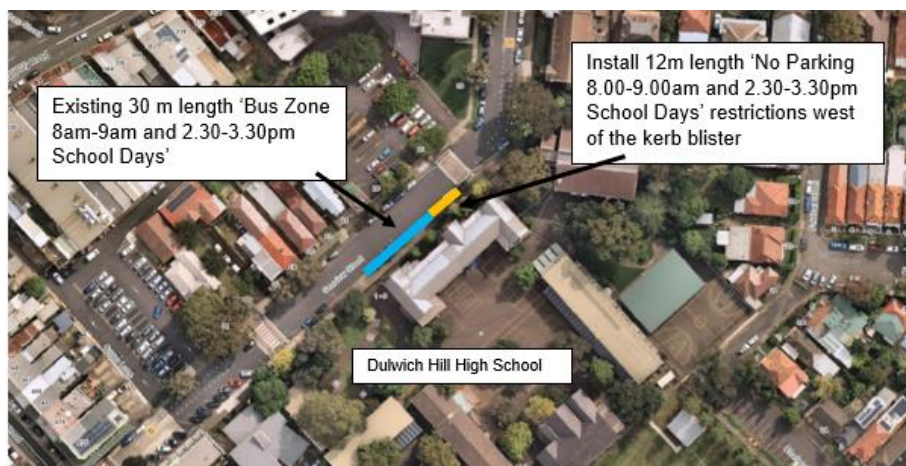 Existing 30 m length ‘Bus Zone
8am-9am and 2.30-3.30pm
School Days’
Install 12m length ‘No Parking
8.00-9.00am and 2.30-3.30pm
School Days’ restrictions west
of the kerb blister
Dulwich Hill High School